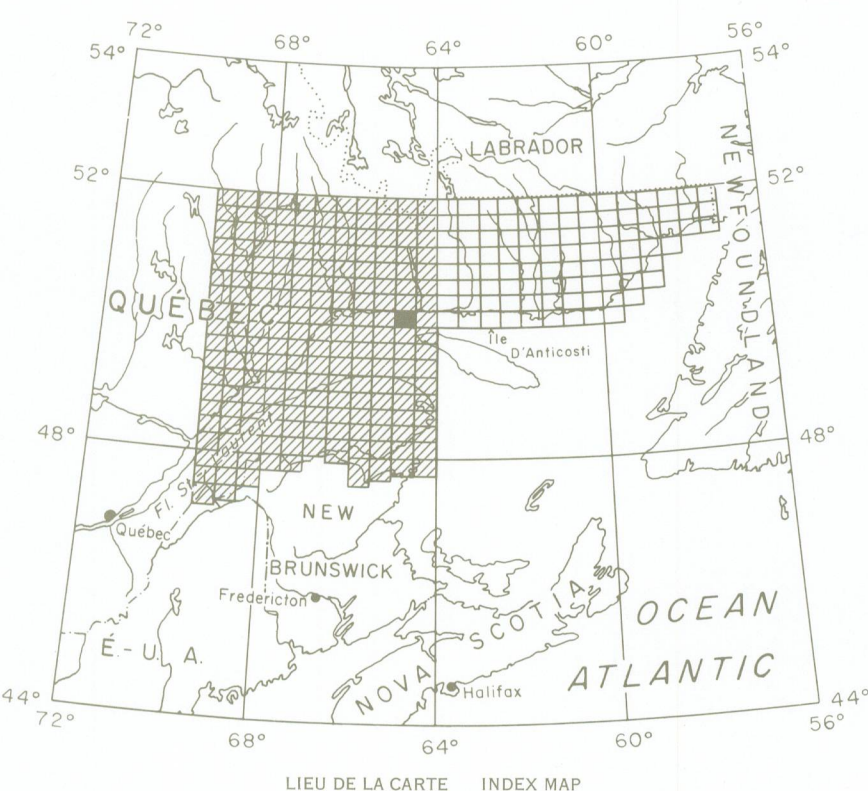 72° 56°
54° 68° 64° 60° 54°
LABRADOR
NEWFOUNDLAND
52° 52°
QUÉBEC
Île
D'Anticosti
48° 48°
Fl. St. Laurent
Québec
NEW
BRUNSWICK
Fredericton
NOVA SCOTIA
OCEAN
É.-U. A.
ATLANTIC
Halifax
44° 44°
72° 56°
68° 64° 60°
LIEU DE LA CARTE INDEX MAP